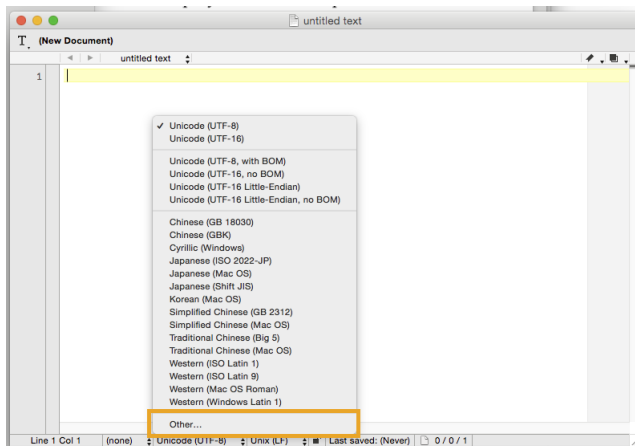 untitled text
(New Document)
untitled text
1
✓ Unicode (UTF-8)
Unicode (UTF-16)
Unicode (UTF-8, with BOM)
Unicode (UTF-16, no BOM)
Unicode (UTF-16 Little-Endian)
Unicode (UTF-16 Little-Endian, no BOM)
Chinese (GB 18030)
Chinese (GBK)
Cyrillic (Windows)
Japanese (ISO 2022-JP)
Japanese (Mac OS)
Japanese (Shift JIS)
Korean (Mac OS)
Simplified Chinese (GB 2312)
Simplified Chinese (Mac OS)
Traditional Chinese (Big 5)
Traditional Chinese (Mac OS)
Western (ISO Latin 1)
Western (ISO Latin 9)
Western (Mac OS Roman)
Western (Windows Latin 1)
Other...
Line 1 Col 1 (none) Unicode (UTF-8) Unix (LF) Last saved: (Never) 0 / 0 / 1